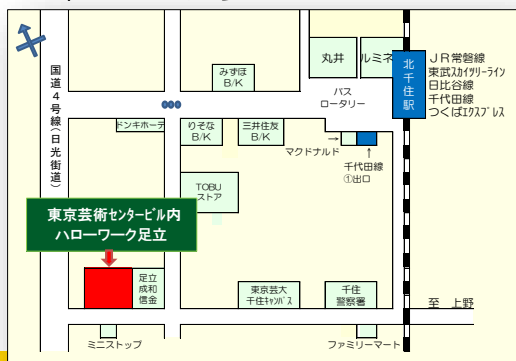 丸井
ルミネ
北千住駅
ＪＲ常磐線
東武ｽｶｲﾂﾘｰﾗｲﾝ
日比谷線
千代田線
つくばｴｸｽﾌﾟﾚｽ
みずほ
B/K
バス
ロータリー
国道４号線(日光街道)
ドンキホーテ
りそな
B/K
三井住友
B/K
マクドナルド
千代田線
①出口
TOBU
ストア
東京芸術ｾﾝﾀｰﾋﾞﾙ内
ハローワーク足立
足立
成和
信金
東京芸大
千住ｷｬﾝﾊﾟｽ
千住
警察署
至　上野
ミニストップ
ファミリーマート